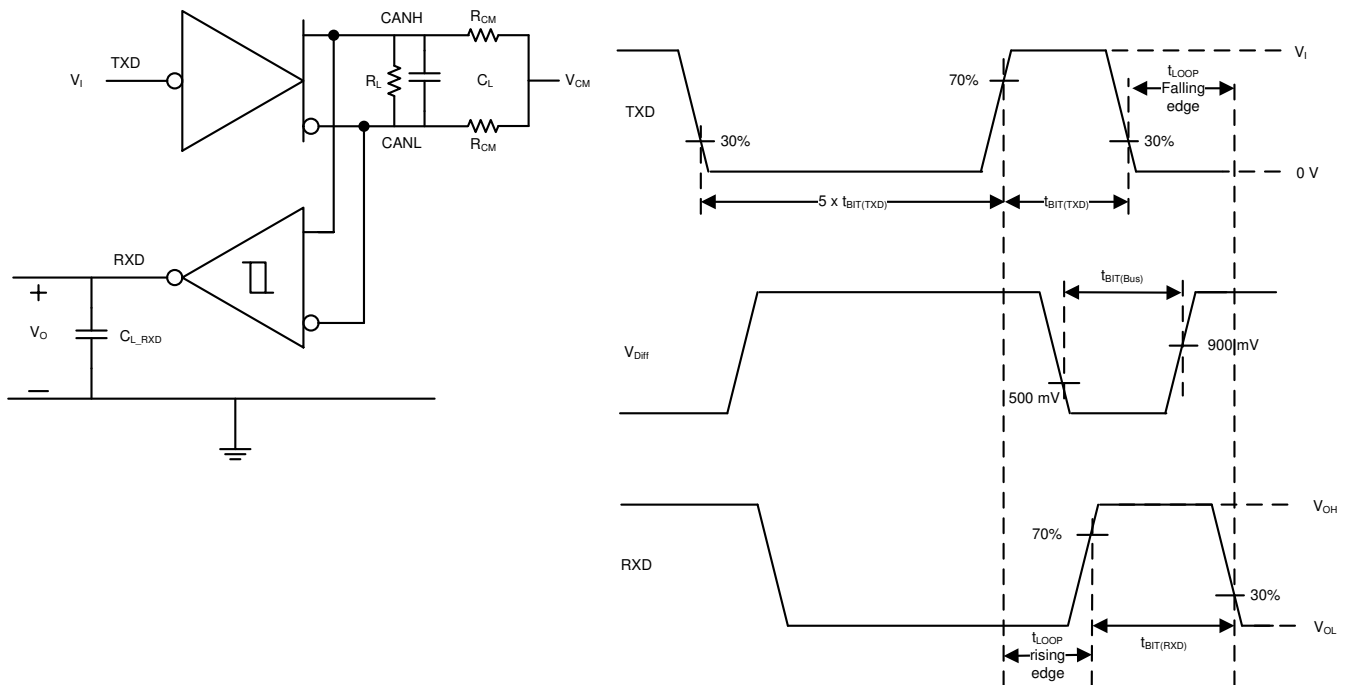 CANH
R_CM
TXD
V_I
R_L
C_L
V_CM
CANL
R_CM
RXD
+
V_O
C_L_RXD
—
V_I
t_LOOP
Falling
edge
70%
TXD
30%
30%
0 V
5 x t_BIT(TXD)
t_BIT(TXD)
t_BIT(Bus)
V_Diff
900 mV
500 mV
V_OH
70%
RXD
30%
V_OL
t_LOOP
rising
edge
t_BIT(RXD)